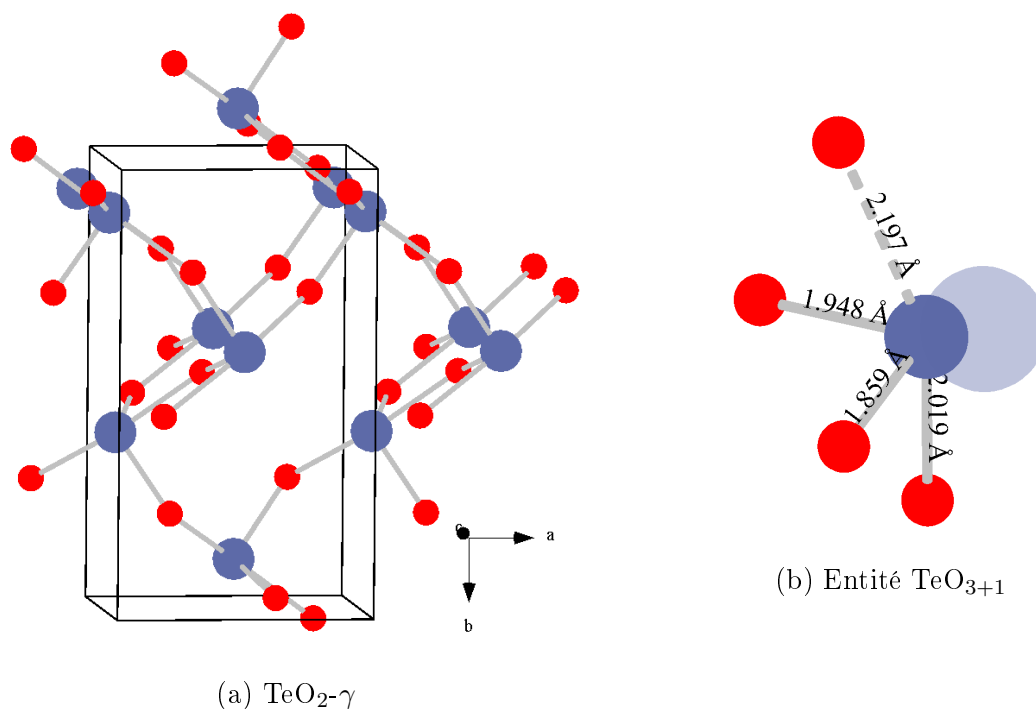 2.197 Å
1.948 Å
1.859 Å
2.019 Å
c
a
b
(b) Entité TeO₃₊₁
(a) TeO₂-γ